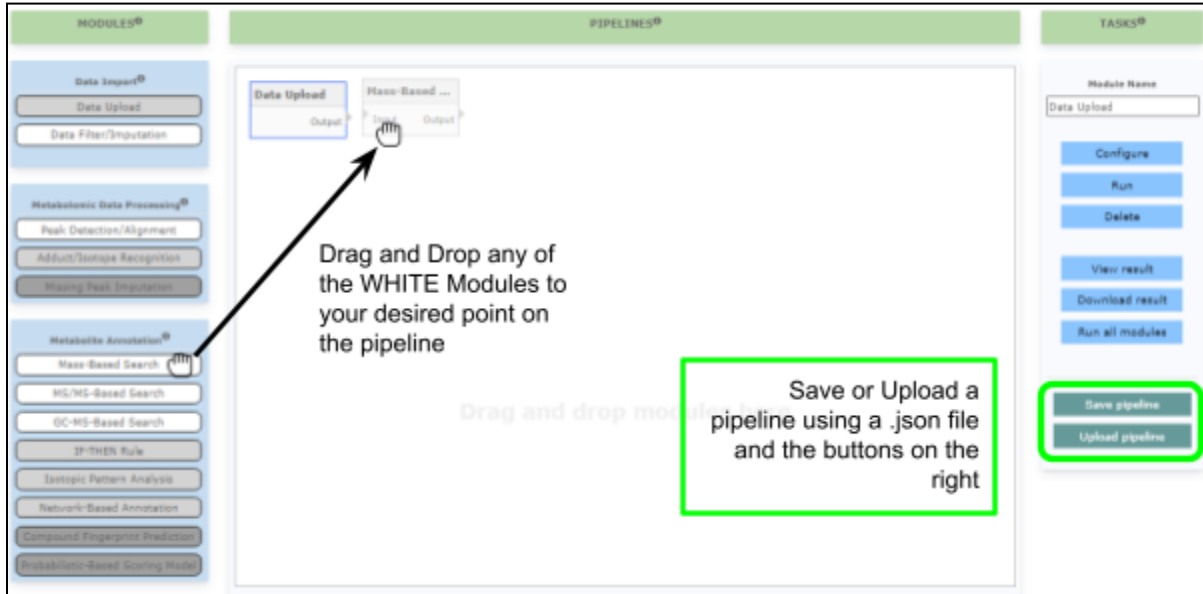 MODULES
PIPELINES
TASKS
Data Import
Data Upload
Data Filter/Imputation
Metabolomic Data Processing
Peak Detection/Alignment
Adduct/Isotope Recognition
Missing Peak Imputation
Metabolite Annotation
Mass-Based Search
MS/MS-Based Search
GC-MS-Based Search
IF-THEN Rule
Isotopic Pattern Analysis
Network-Based Annotation
Compound Fingerprint Prediction
Probabilistic-Based Scoring Model
Data Upload
Output
Mass-Based ...
Input Output
Drag and Drop any of
the WHITE Modules to
your desired point on
the pipeline
Drag and drop modules here
Save or Upload a
pipeline using a .json file
and the buttons on the
right
Module Name
Data Upload
Configure
Run
Delete
View result
Download result
Run all modules
Save pipeline
Upload pipeline